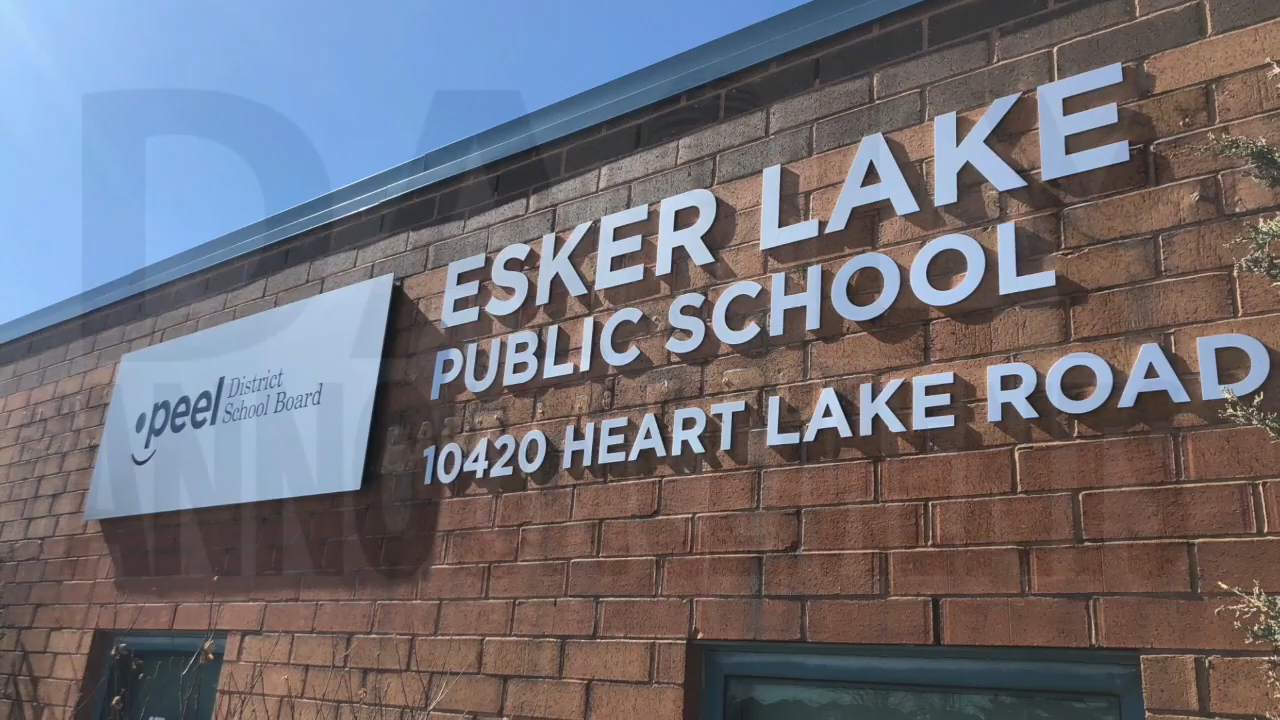 peel District
School Board
ESKER LAKE
PUBLIC SCHOOL
10420 HEART LAKE ROAD